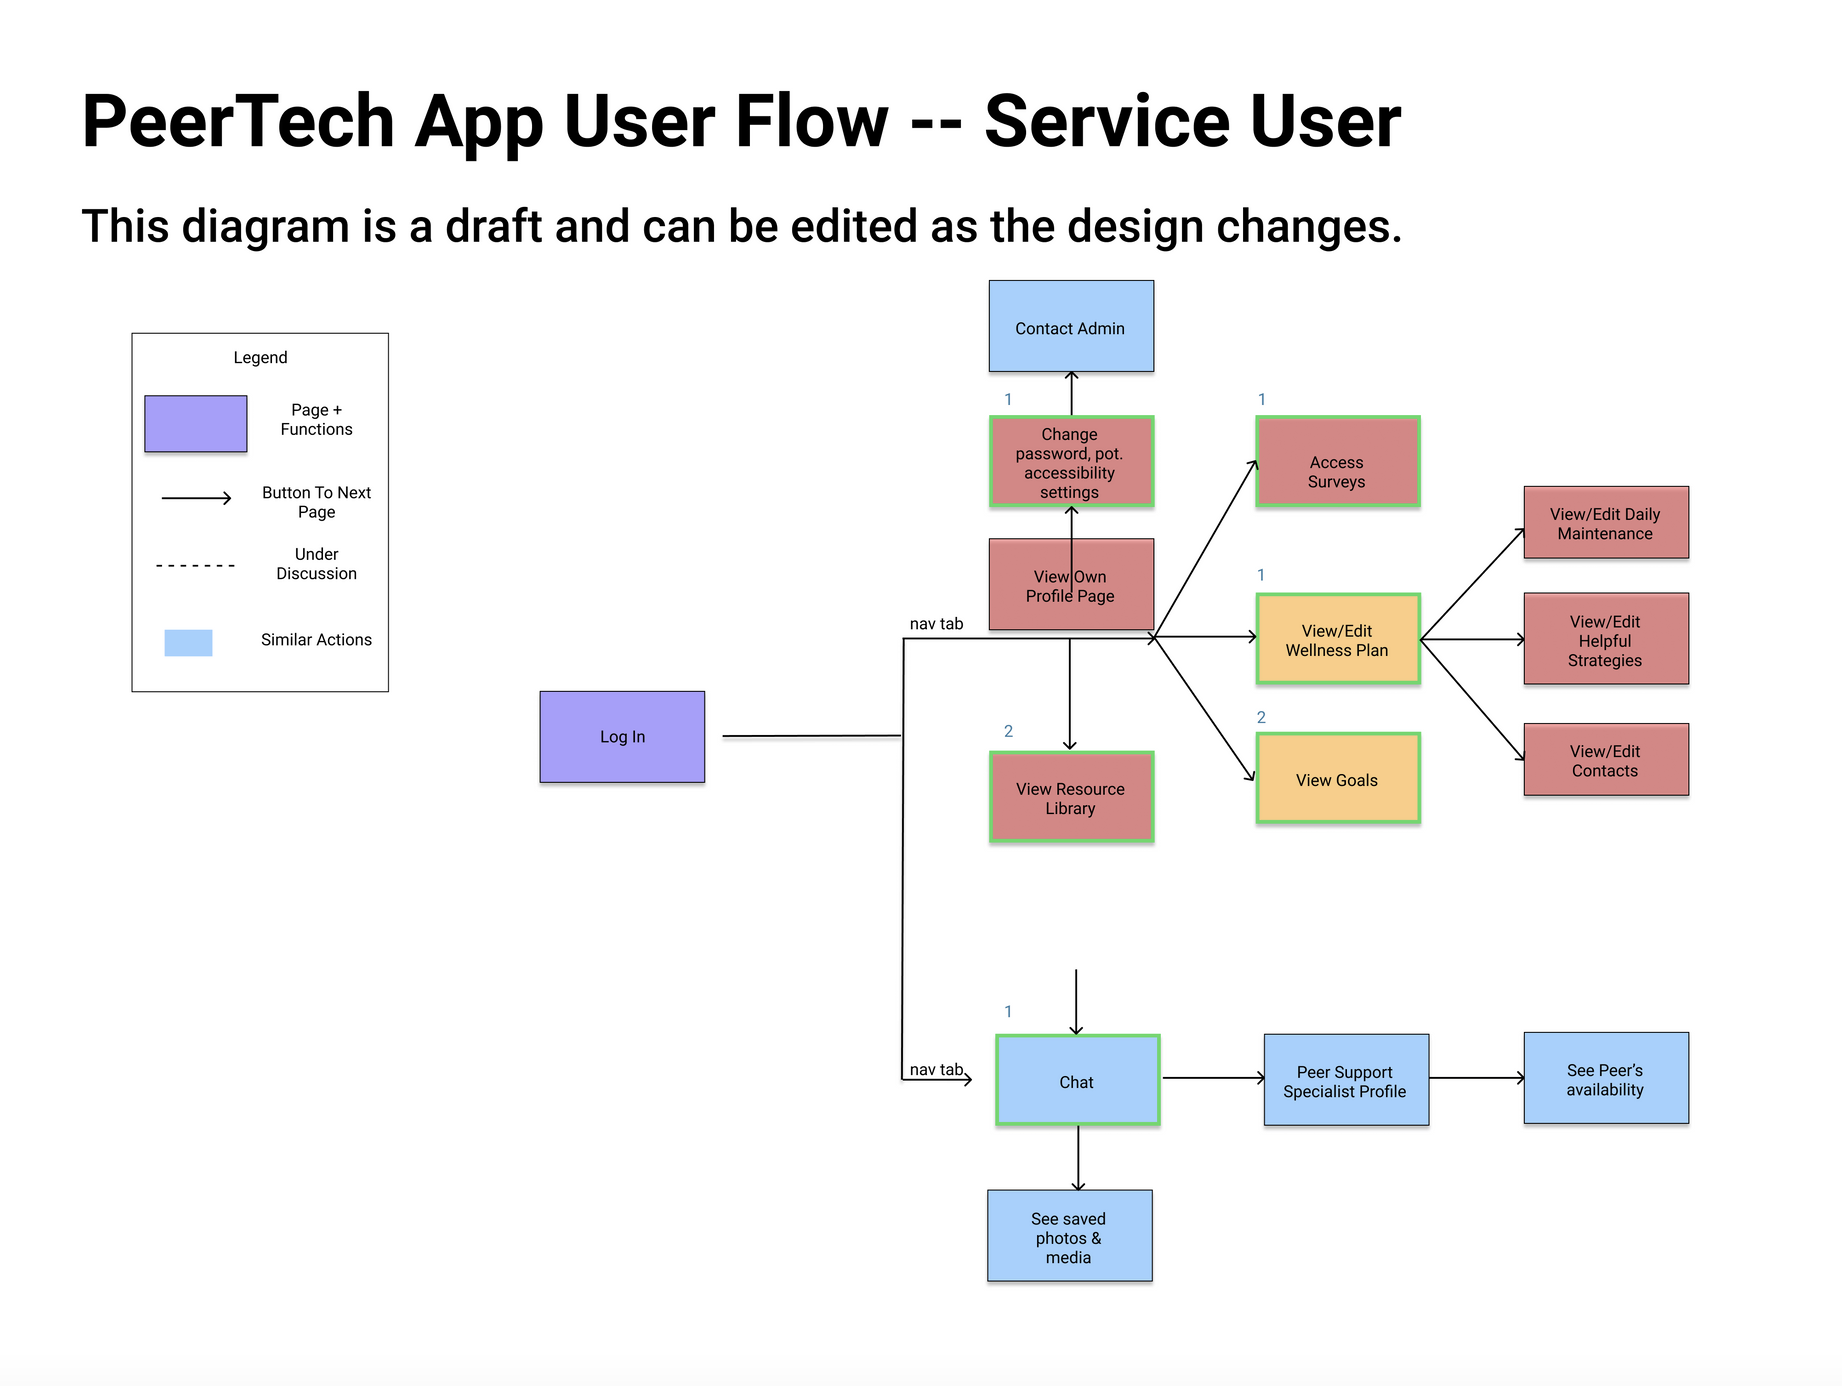 PeerTech App User Flow -- Service User
This diagram is a draft and can be edited as the design changes.
Legend
Page +
Functions
Button To Next
Page
Under
Discussion
Similar Actions
Log In
nav tab
nav tab
Contact Admin
1
Change
password, pot.
accessibility
settings
View Own
Profile Page
2
View Resource
Library
1
Access
Surveys
1
View/Edit
Wellness Plan
2
View Goals
View/Edit Daily
Maintenance
View/Edit
Helpful
Strategies
View/Edit
Contacts
1
Chat
Peer Support
Specialist Profile
See Peer’s
availability
See saved
photos &
media